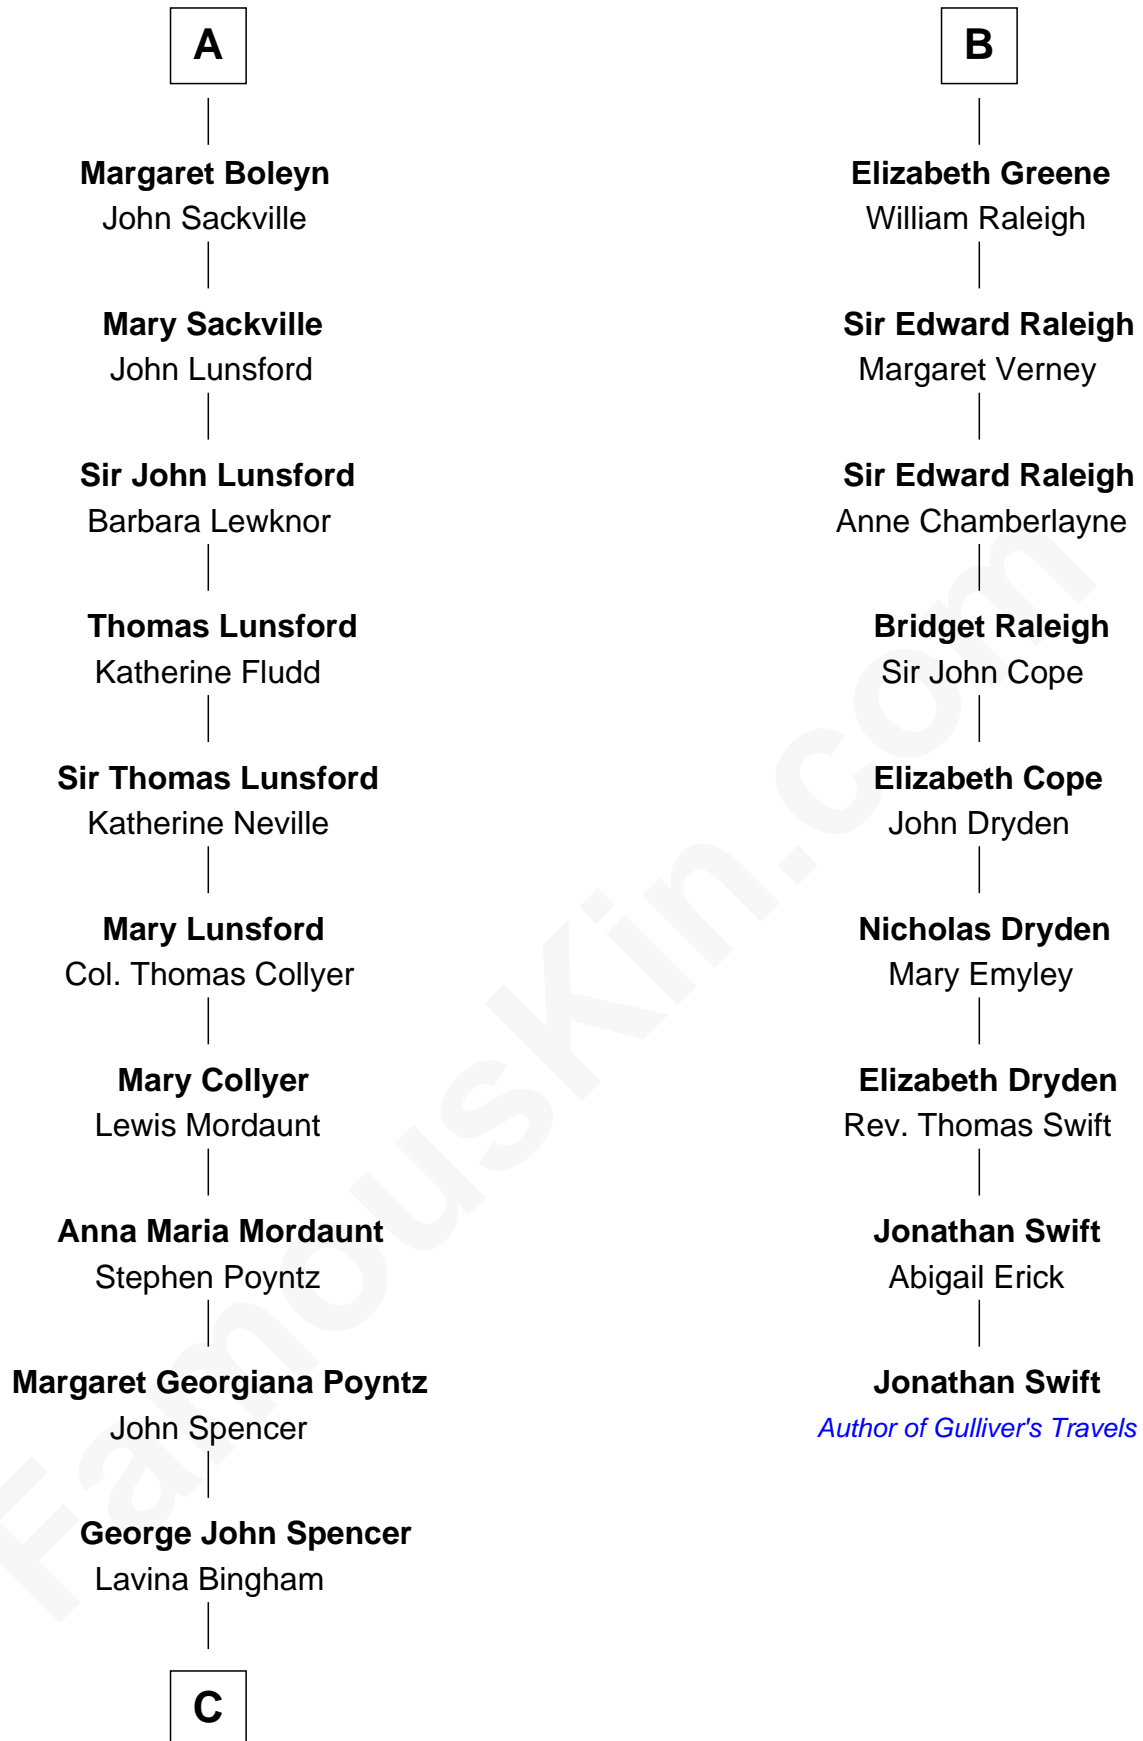 A
Margaret Boleyn
John Sackville
Mary Sackville
John Lunsford
Sir John Lunsford
Barbara Lewknor
Thomas Lunsford
Katherine Fludd
Sir Thomas Lunsford
Katherine Neville
Mary Lunsford
Col. Thomas Collyer
Mary Collyer
Lewis Mordaunt
Anna Maria Mordaunt
Stephen Poyntz
Margaret Georgiana Poyntz
John Spencer
George John Spencer
Lavina Bingham
C
B
Elizabeth Greene
William Raleigh
Sir Edward Raleigh
Margaret Verney
Sir Edward Raleigh
Anne Chamberlayne
Bridget Raleigh
Sir John Cope
Elizabeth Cope
John Dryden
Nicholas Dryden
Mary Emyley
Elizabeth Dryden
Rev. Thomas Swift
Jonathan Swift
Abigail Erick
Jonathan Swift
Author of Gulliver's Travels
FamousKin.com